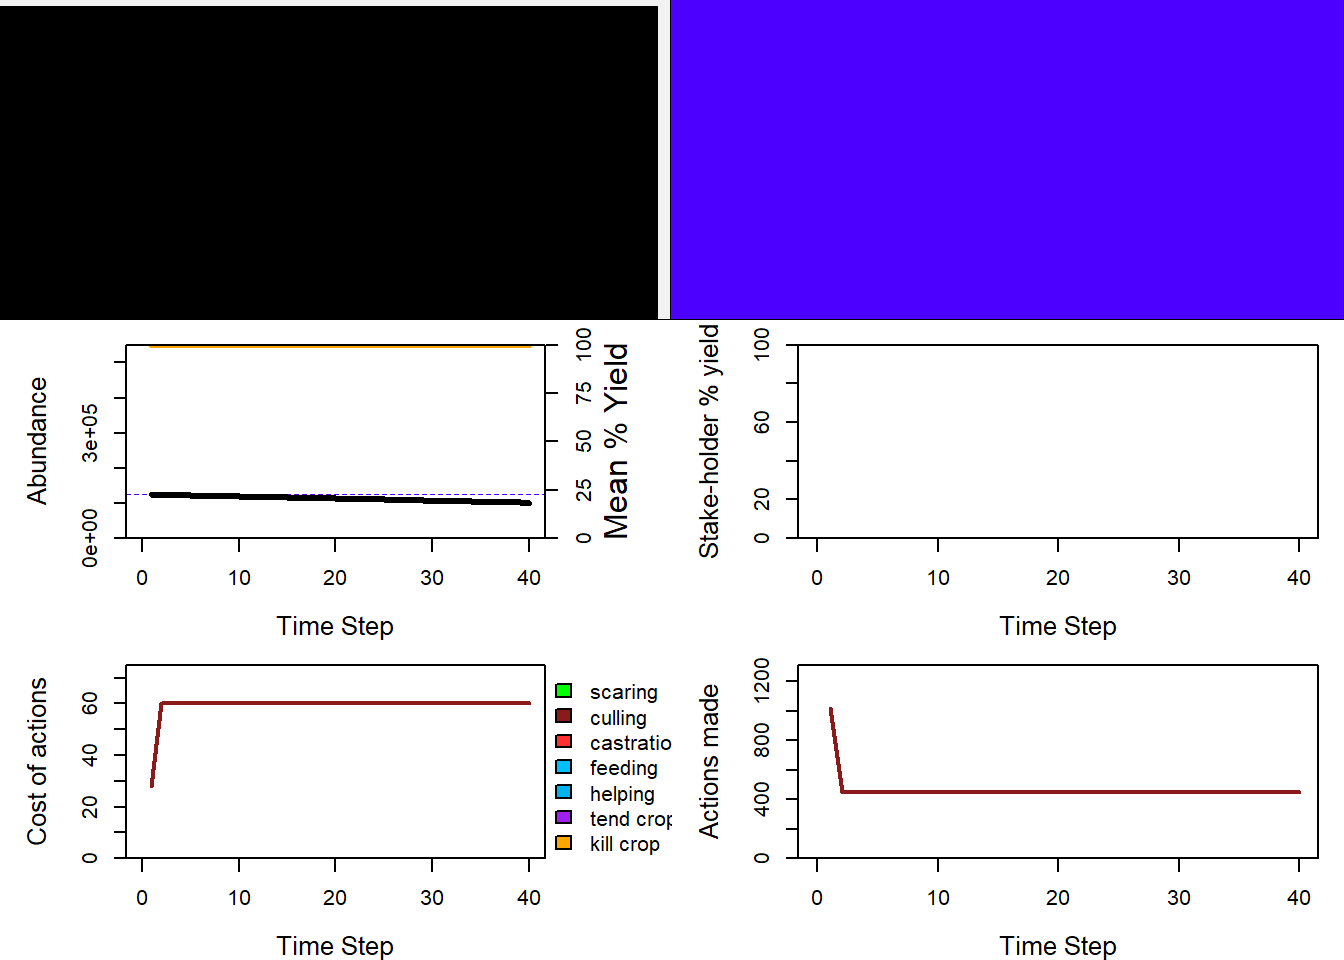 Abundance
0e+00
3e+05
0
10
20
30
40
Time Step
0
25
50
75
100
Mean % Yield
Stake-holder % yield
0
20
60
100
0
10
20
30
40
Time Step
Cost of actions
0
20
40
60
0
10
20
30
40
Time Step
scaring
culling
castratio
feeding
helping
tend crop
kill crop
Actions made
0
400
800
1200
0
10
20
30
40
Time Step